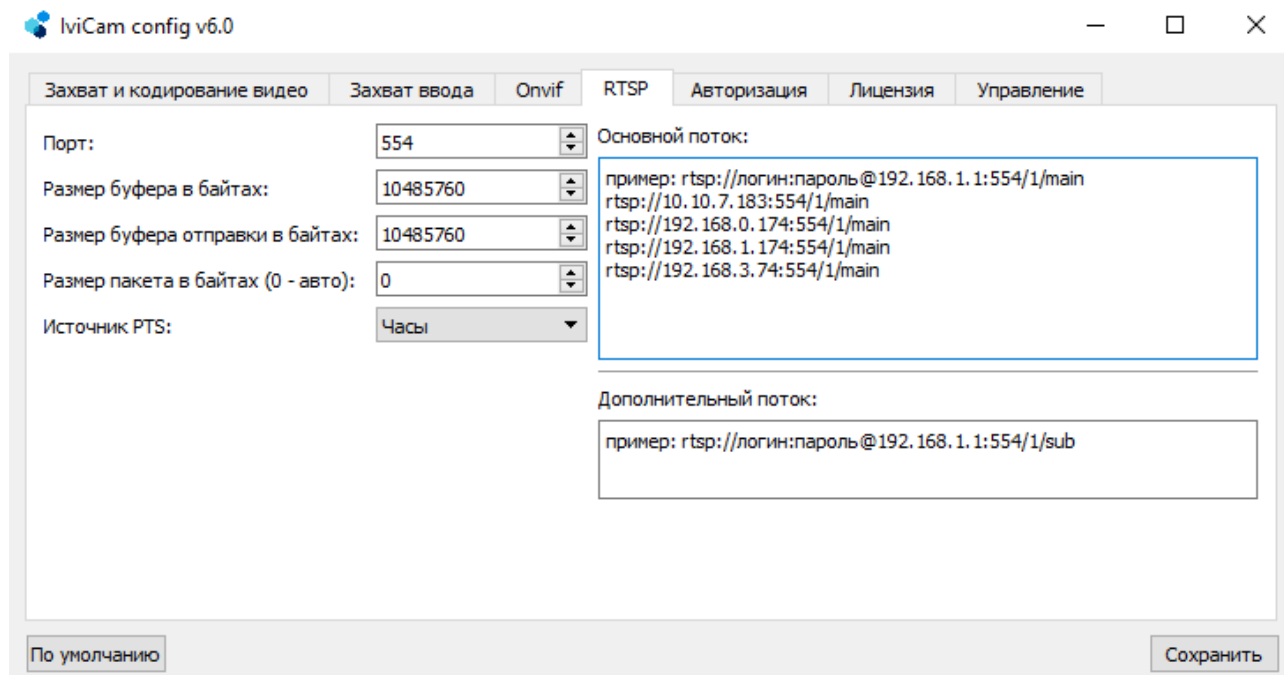 IviCam config v6.0
Захват и кодирование видео Захват ввода Onvif RTSP Авторизация Лицензия Управление
Порт: 554
Размер буфера в байтах: 10485760
Размер буфера отправки в байтах: 10485760
Размер пакета в байтах (0 - авто): 0
Источник PTS: Часы
Основной поток:
пример: rtsp://логин:пароль@192.168.1.1:554/1/main
rtsp://10.10.7.183:554/1/main
rtsp://192.168.0.174:554/1/main
rtsp://192.168.1.174:554/1/main
rtsp://192.168.3.74:554/1/main
Дополнительный поток:
пример: rtsp://логин:пароль@192.168.1.1:554/1/sub
По умолчанию Сохранить